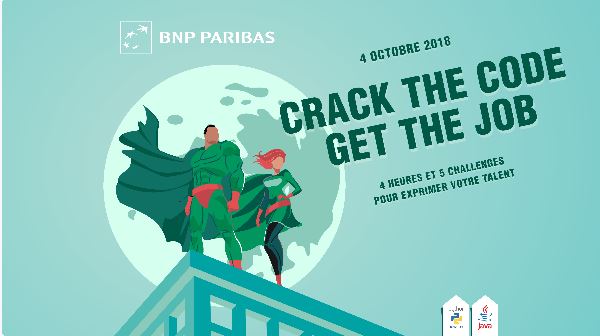 BNP PARIBAS
4 OCTOBRE 2018
CRACK THE CODE
GET THE JOB
4 HEURES ET 5 CHALLENGES
POUR EXPRIMER VOTRE TALENT
python
Java